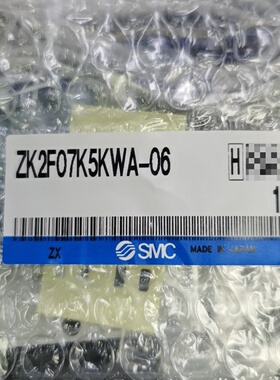 ZK2F07K5KWA-06
H
1
ZX
SMC
MADE IN JAPAN